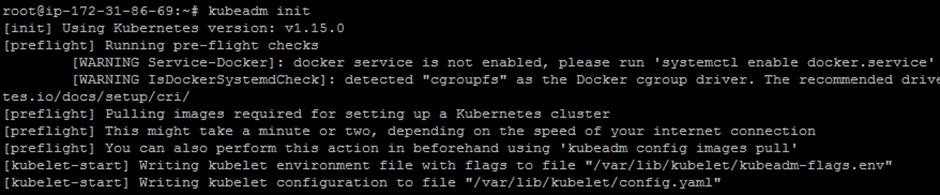 root@ip-172-31-86-69:~# kubeadm init
[init] Using Kubernetes version: v1.15.0
[preflight] Running pre-flight checks
[WARNING Service-Docker]: docker service is not enabled, please run 'systemctl enable docker.service'
[WARNING IsDockerSystemdCheck]: detected "cgroupfs" as the Docker cgroup driver. The recommended drive
tes.io/docs/setup/cri/
[preflight] Pulling images required for setting up a Kubernetes cluster
[preflight] This might take a minute or two, depending on the speed of your internet connection
[preflight] You can also perform this action in beforehand using 'kubeadm config images pull'
[kubelet-start] Writing kubelet environment file with flags to file "/var/lib/kubelet/kubeadm-flags.env"
[kubelet-start] Writing kubelet configuration to file "/var/lib/kubelet/config.yaml"